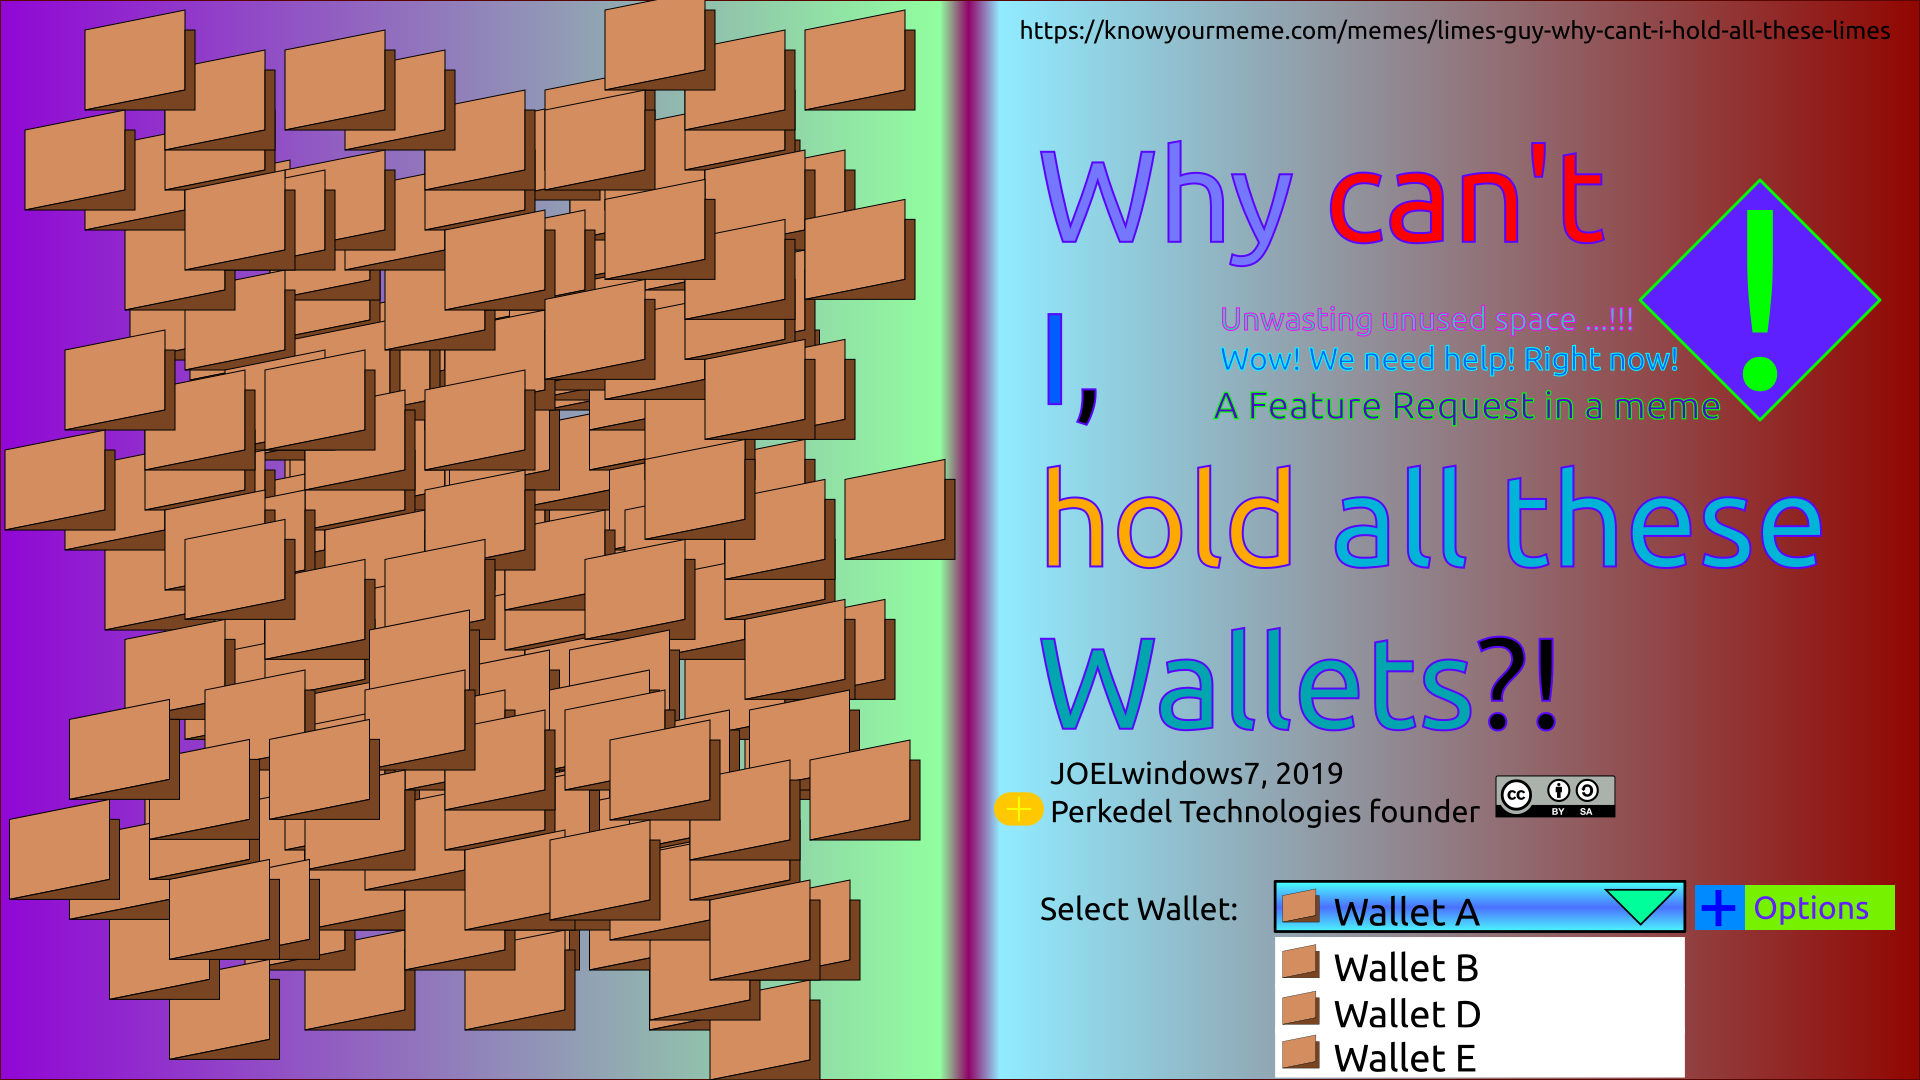 https://knowyourmeme.com/memes/limes-guy-why-cant-i-hold-all-these-limes
Why can't
I,
Unwasting unused space ...!!!
Wow! We need help! Right now!
A Feature Request in a meme
!
hold all these
Wallets?!
JOELwindows7, 2019
Perkedel Technologies founder
cc BY SA
Select Wallet:
Wallet A
+ Options
Wallet B
Wallet D
Wallet E